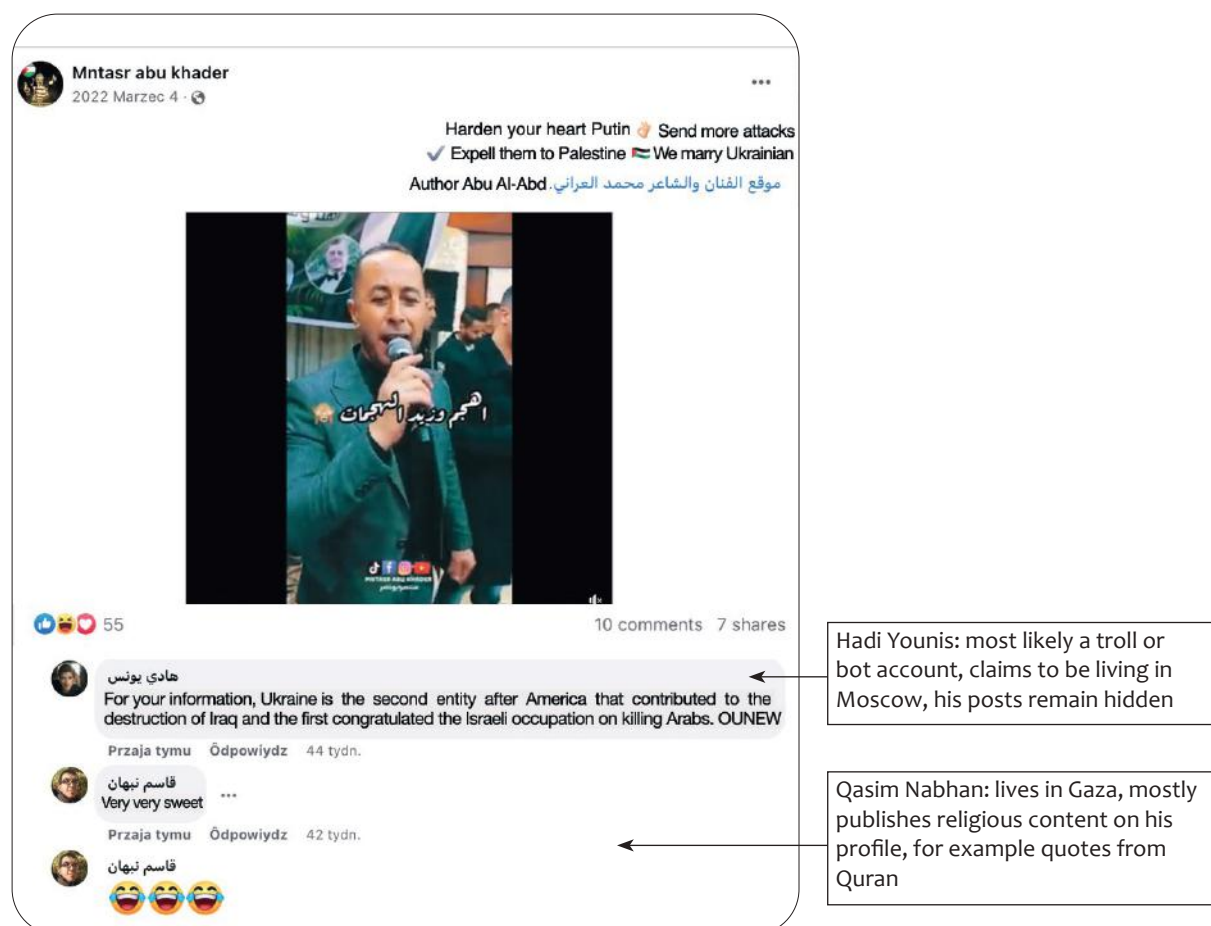 Mntasr abu khader
2022 Marzec 4 ·
Harden your heart Putin 👌🏻 Send more attacks
✔️ Expell them to Palestine 🇵🇸 We marry Ukrainian
Author Abu Al-Abd. موقع الفنان والشاعر محمد العراني
اهجم وزيد الهجمات 🙈
MNTASR ABU KHADER
55
10 comments 7 shares
هادي يونس
For your information, Ukraine is the second entity after America that contributed to the
destruction of Iraq and the first congratulated the Israeli occupation on killing Arabs. OUNEW
Przaja tymu Ôdpowiydz 44 tydn.
قاسم نبهان
Very very sweet
Przaja tymu Ôdpowiydz 42 tydn.
قاسم نبهان
😂😂😂
Hadi Younis: most likely a troll or
bot account, claims to be living in
Moscow, his posts remain hidden
Qasim Nabhan: lives in Gaza, mostly
publishes religious content on his
profile, for example quotes from
Quran